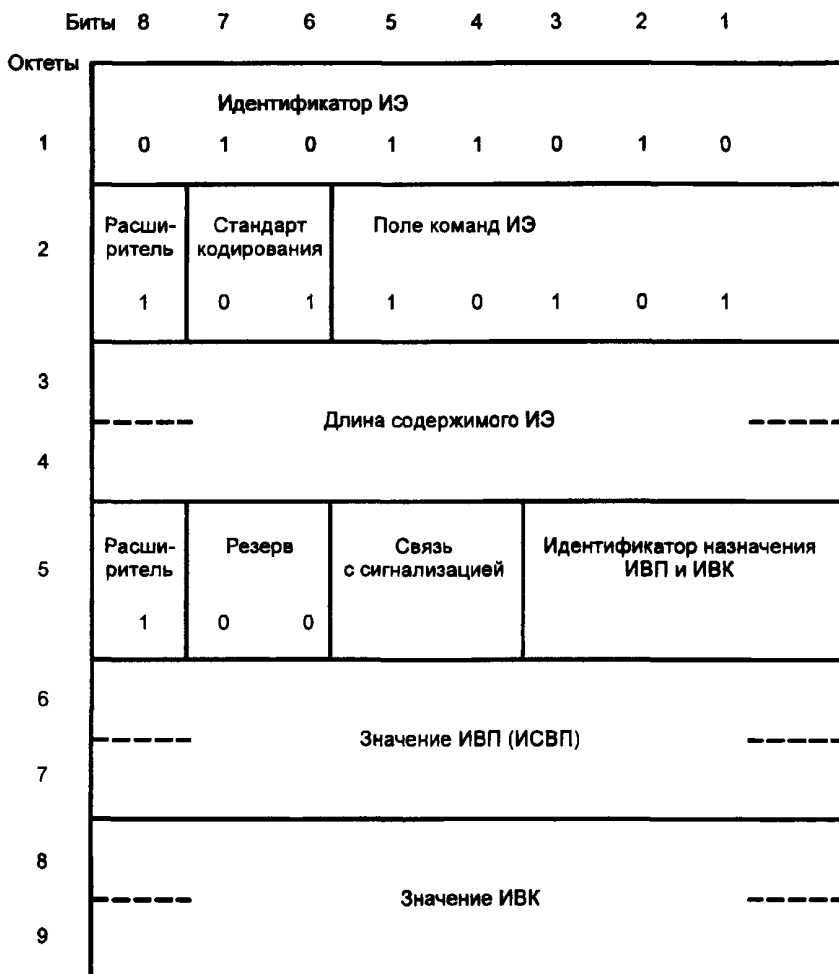 Биты 8 7 6 5 4 3 2 1
Октеты
Идентификатор ИЭ
1 0 1 0 1 1 0 1 0
Расши- Стандарт Поле команд ИЭ
2 ритель кодирования
1 0 1 1 0 1 0 1
3
Длина содержимого ИЭ
4
Расши- Резерв Связь Идентификатор назначения
5 ритель с сигнализацией ИВП и ИВК
1 0 0
6
Значение ИВП (ИСВП)
7
8
Значение ИВК
9